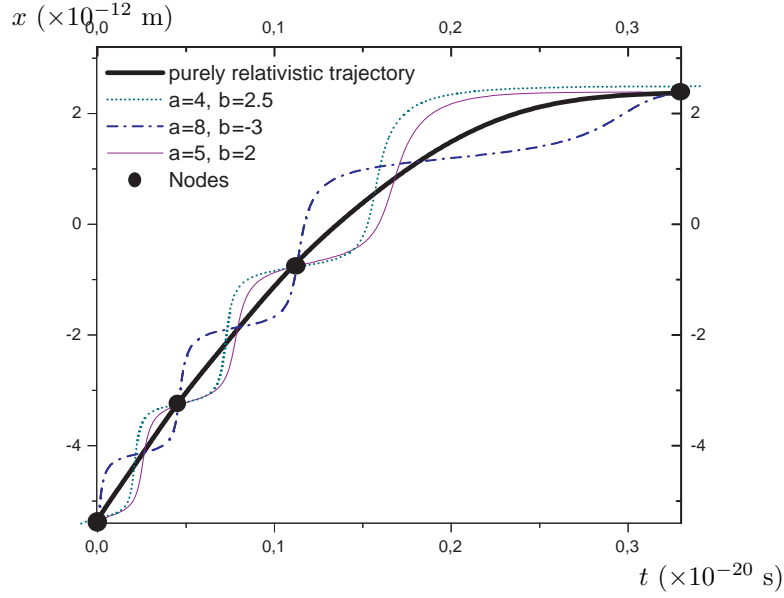 x (×10⁻¹² m)
0,0 0,1 0,2 0,3
purely relativistic trajectory
a=4, b=2.5
a=8, b=-3
a=5, b=2
Nodes
2 2
0 0
-2 -2
-4 -4
0,0 0,1 0,2 0,3
t (×10⁻²⁰ s)